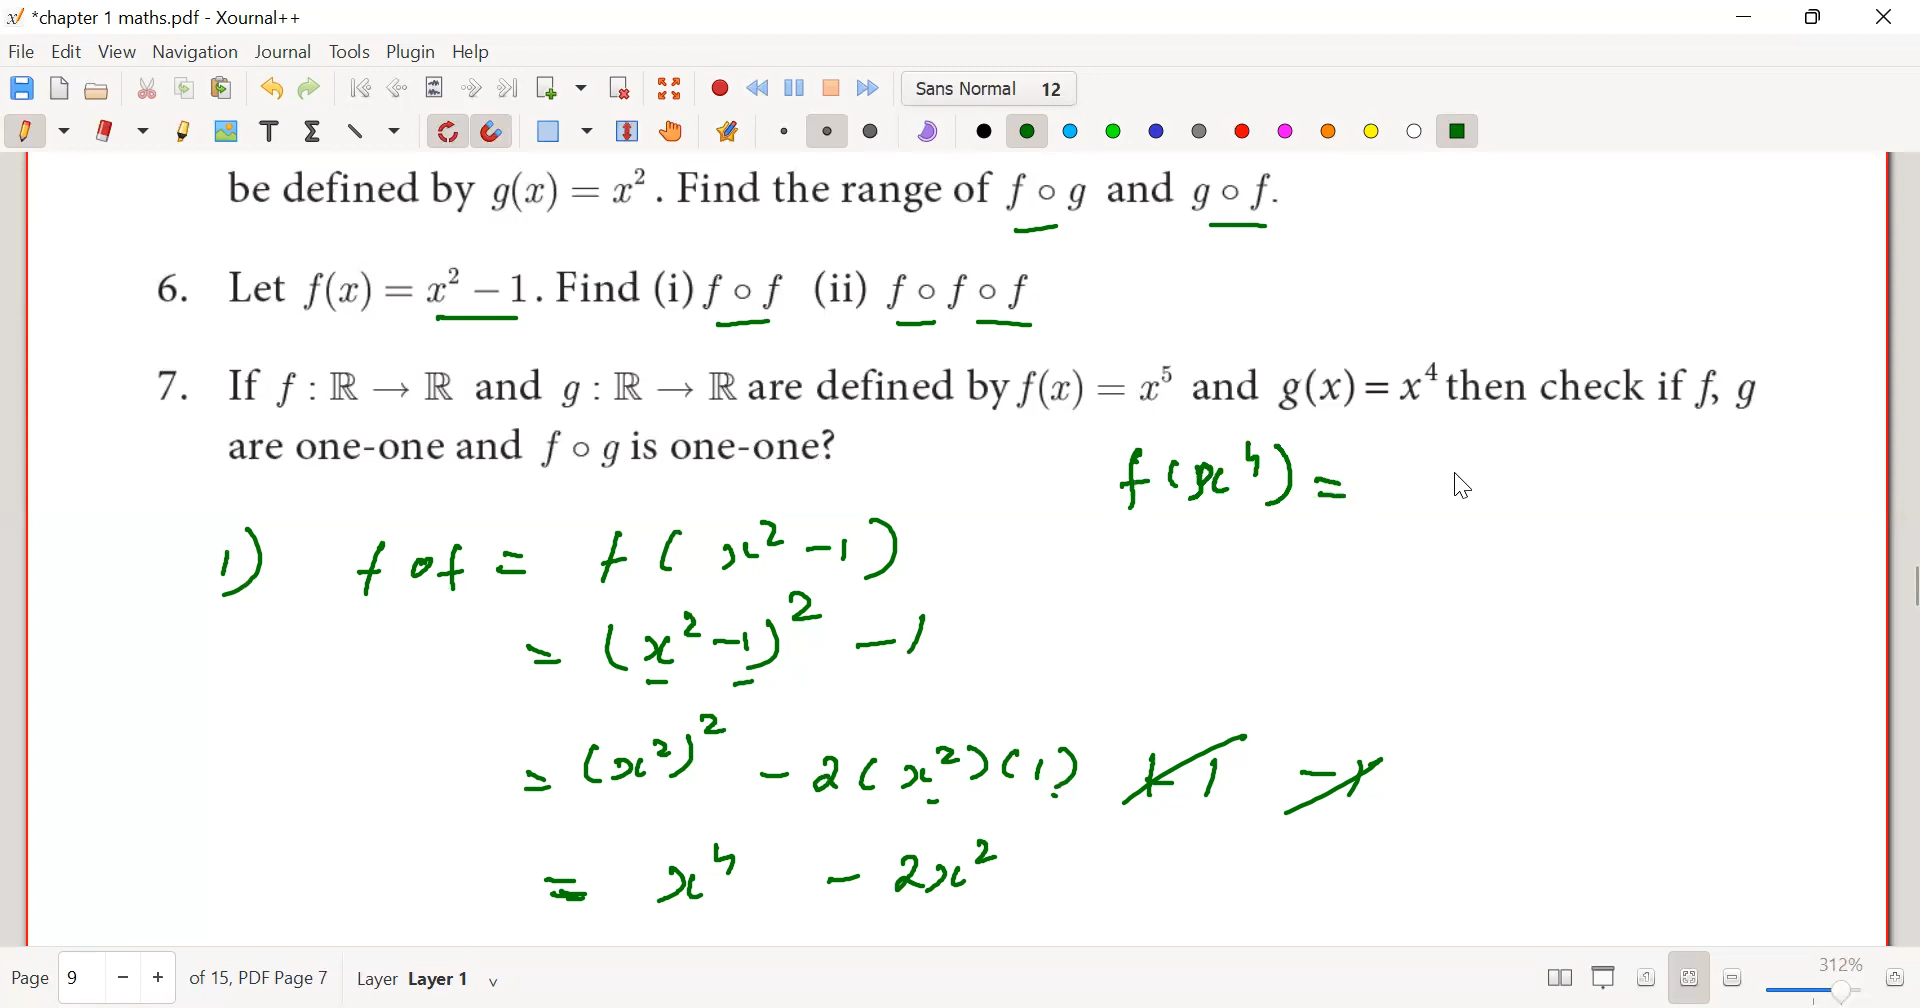 *chapter 1 maths.pdf - Xournal++
File Edit View Navigation Journal Tools Plugin Help
Sans Normal 12
be defined by g(x) = x². Find the range of f ∘ g and g ∘ f.
6. Let f(x) = x² − 1. Find (i) f ∘ f (ii) f ∘ f ∘ f
7. If f : ℝ → ℝ and g : ℝ → ℝ are defined by f(x) = x⁵ and g(x) = x⁴ then check if f, g
are one-one and f ∘ g is one-one?
f(x⁴) =
1) f o f = f ( x² − 1 )
= (x² − 1)² − 1
= (x²)² − 2(x²)(1) + 1 − 1
= x⁴ − 2x²
Page 9 − + of 15, PDF Page 7 Layer Layer 1 312%